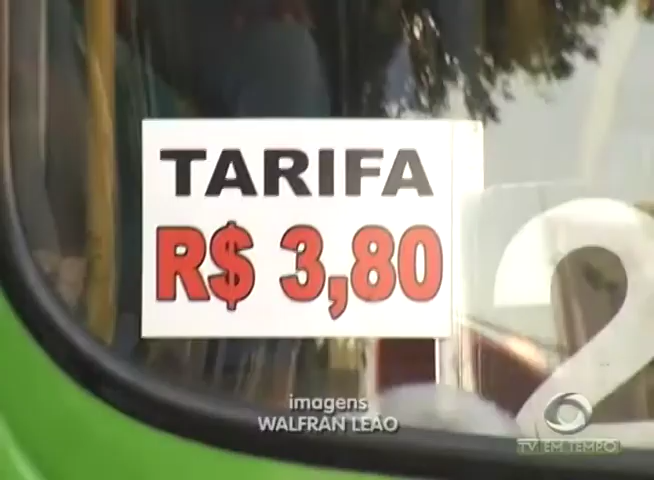 TARIFA
R$ 3,80
2
imagens
WALFRAN LEÃO
TV EM TEMPO